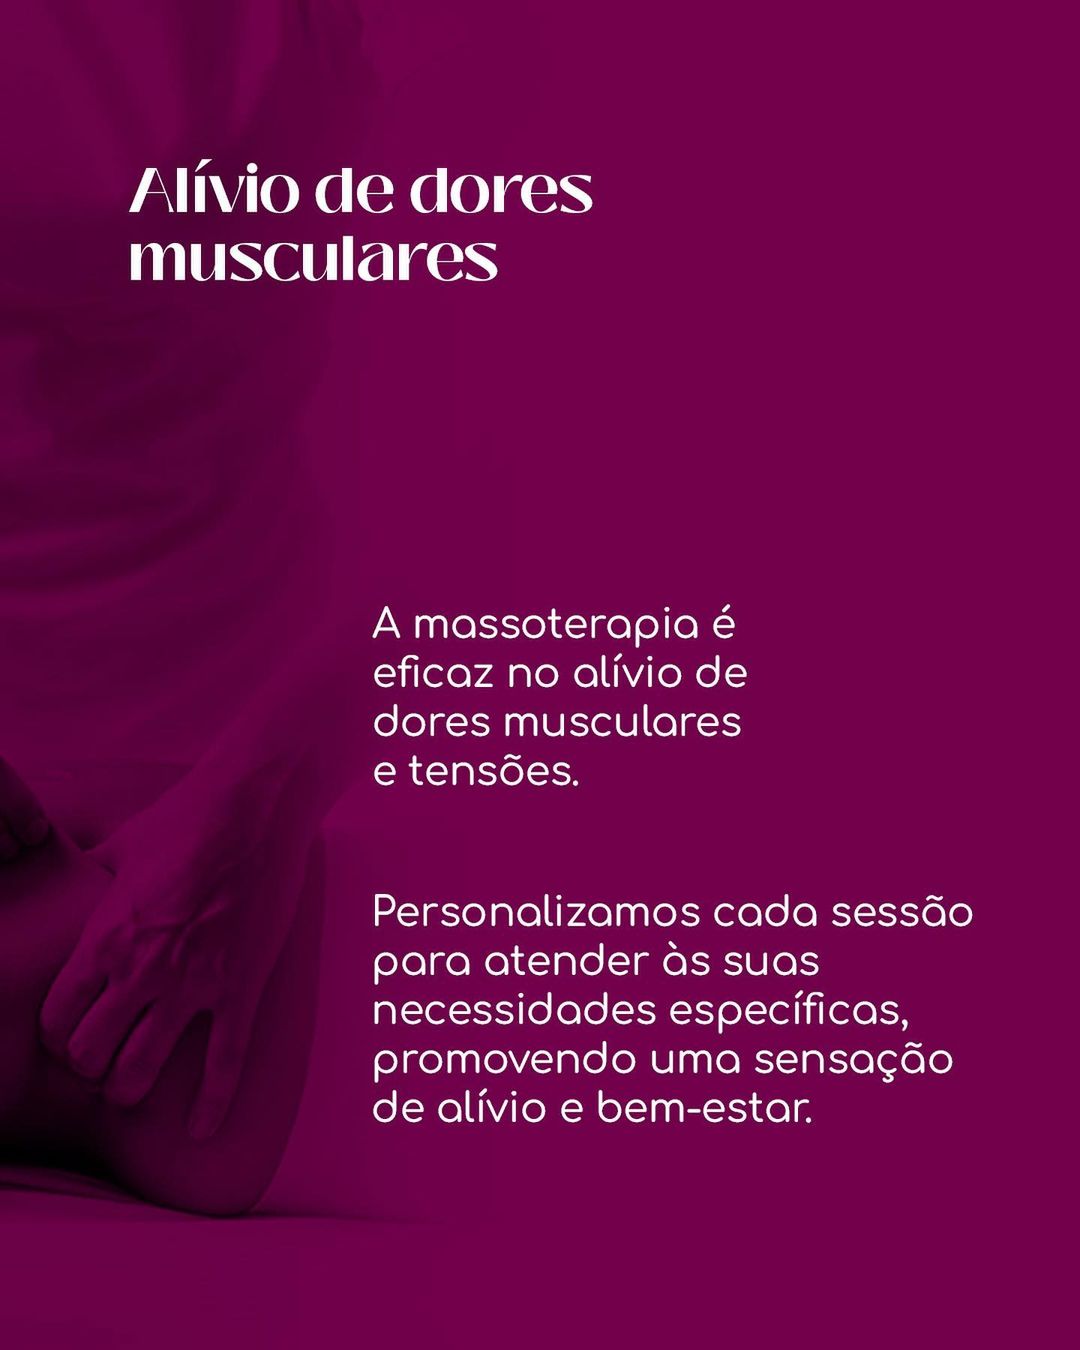 Alívio de dores
musculares
A massoterapia é
eficaz no alívio de
dores musculares
e tensões.
Personalizamos cada sessão
para atender às suas
necessidades específicas,
promovendo uma sensação
de alívio e bem-estar.